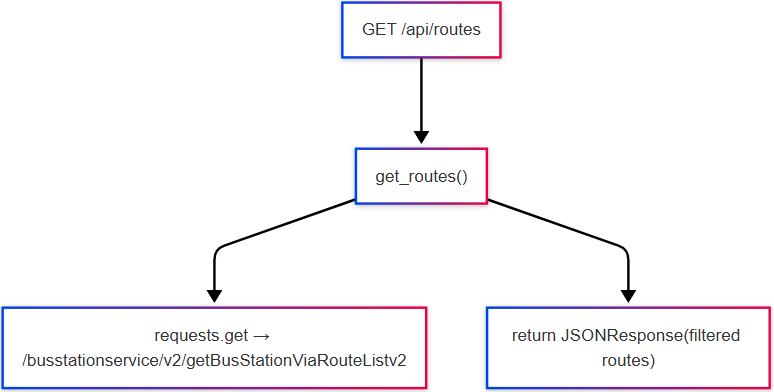 GET /api/routes
get_routes()
requests.get →
/busstationservice/v2/getBusStationViaRouteListv2
return JSONResponse(filtered
routes)